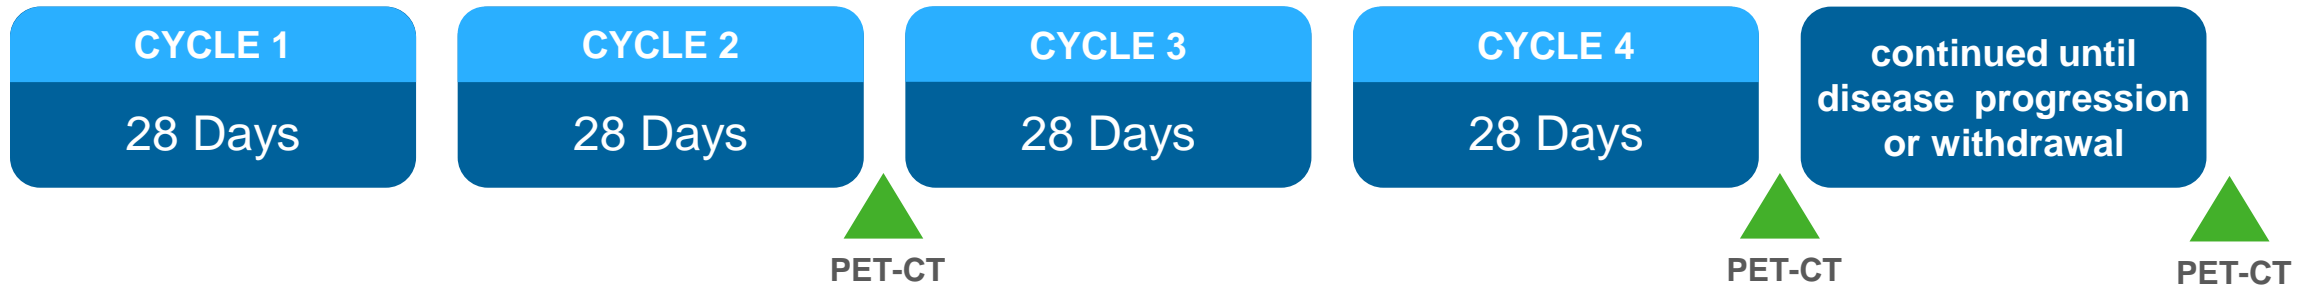 CYCLE 1
28 Days
CYCLE 2
28 Days
CYCLE 3
28 Days
CYCLE 4
28 Days
continued until
disease progression
or withdrawal
PET-CT
PET-CT
PET-CT